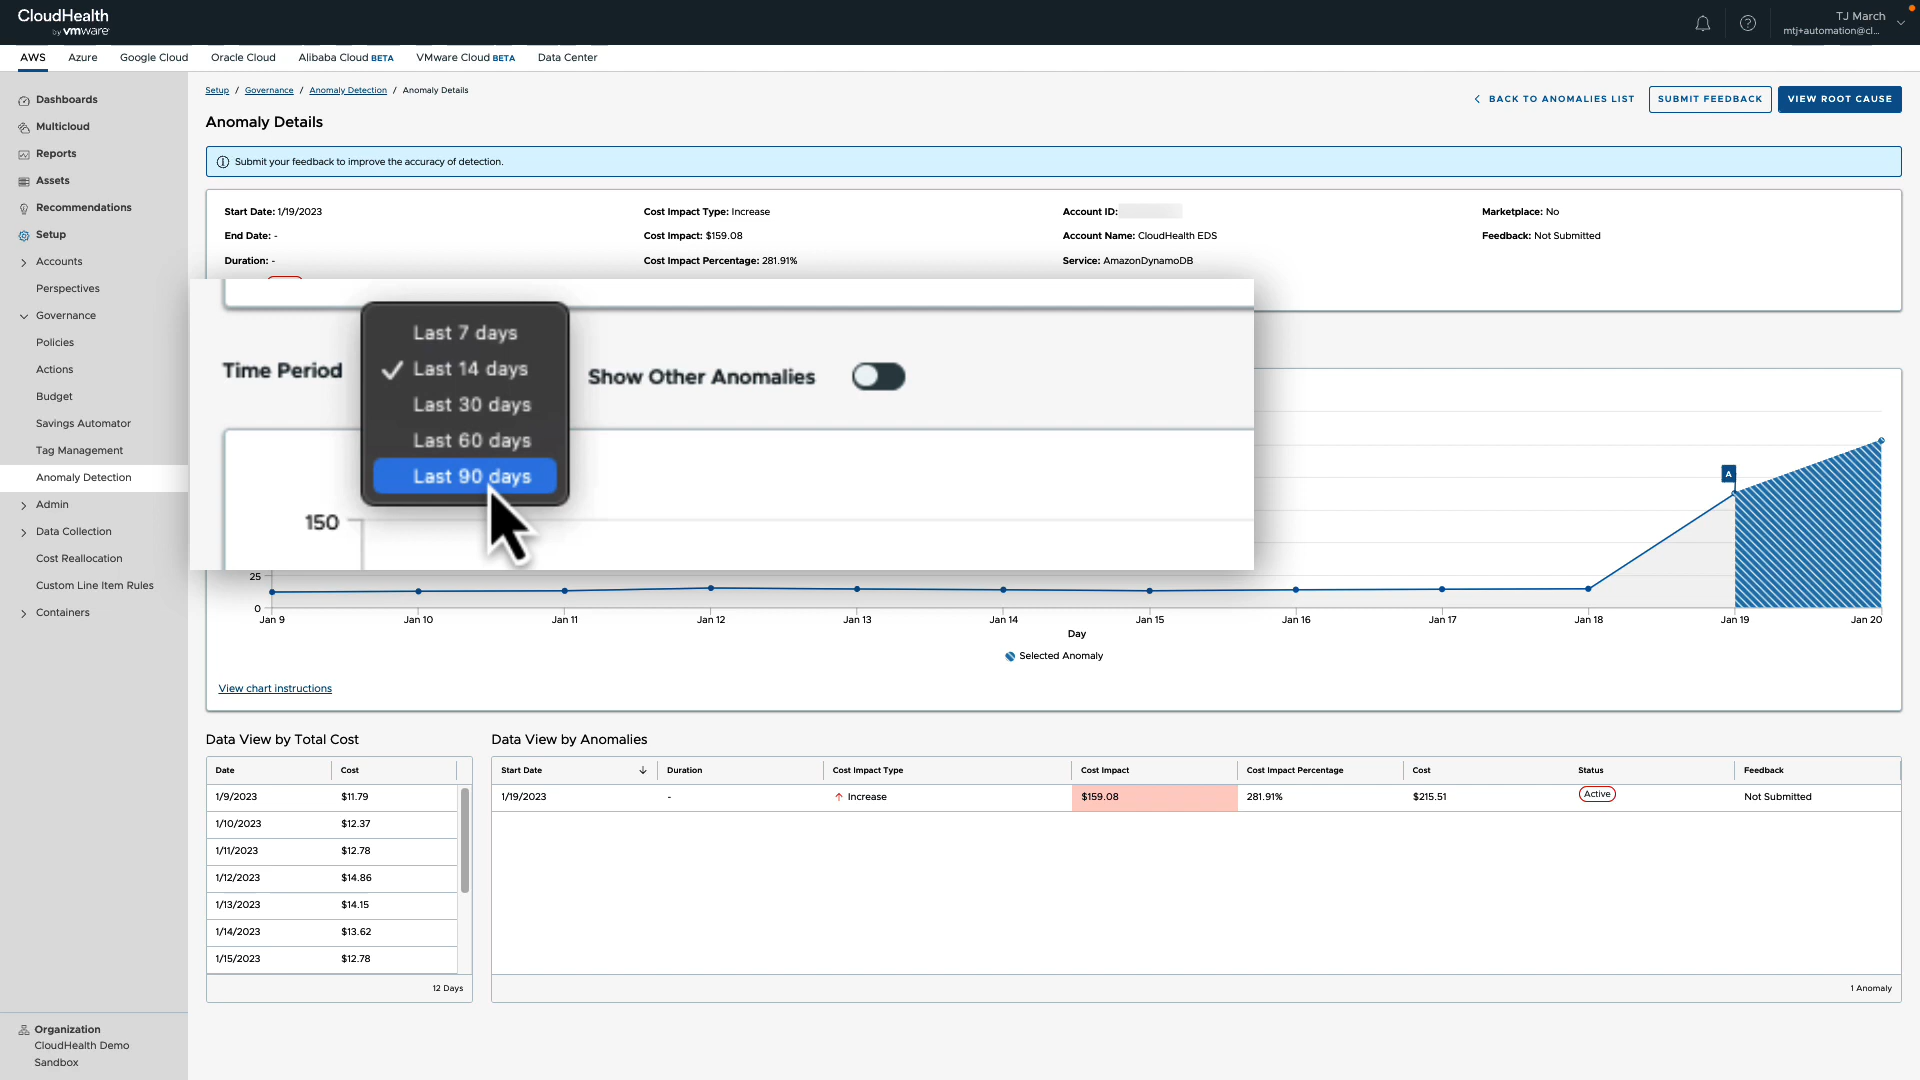 CloudHealth
by vmware
TJ March
mtj+automation@cl...
AWS
Azure
Google Cloud
Oracle Cloud
Alibaba Cloud BETA
VMware Cloud BETA
Data Center
Dashboards
Multicloud
Reports
Assets
Recommendations
Setup
Accounts
Perspectives
Governance
Policies
Actions
Budget
Savings Automator
Tag Management
Anomaly Detection
Admin
Data Collection
Cost Reallocation
Custom Line Item Rules
Containers
Organization
CloudHealth Demo
Sandbox
Setup / Governance / Anomaly Detection / Anomaly Details
BACK TO ANOMALIES LIST
SUBMIT FEEDBACK
VIEW ROOT CAUSE
Anomaly Details
Submit your feedback to improve the accuracy of detection.
Start Date: 1/19/2023
End Date: -
Duration: -
Cost Impact Type: Increase
Cost Impact: $159.08
Cost Impact Percentage: 281.91%
Account ID:
Account Name: CloudHealth EDS
Service: AmazonDynamoDB
Marketplace: No
Feedback: Not Submitted
Time Period
Last 7 days
Last 14 days
Last 30 days
Last 60 days
Last 90 days
Show Other Anomalies
150
A
25
0
Jan 9 Jan 10 Jan 11 Jan 12 Jan 13 Jan 14 Jan 15 Jan 16 Jan 17 Jan 18 Jan 19 Jan 20
Day
Selected Anomaly
View chart instructions
Data View by Total Cost
Date Cost
1/9/2023 $11.79
1/10/2023 $12.37
1/11/2023 $12.78
1/12/2023 $14.86
1/13/2023 $14.15
1/14/2023 $13.62
1/15/2023 $12.78
12 Days
Data View by Anomalies
Start Date Duration Cost Impact Type Cost Impact Cost Impact Percentage Cost Status Feedback
1/19/2023 - Increase $159.08 281.91% $215.51 Active Not Submitted
1 Anomaly